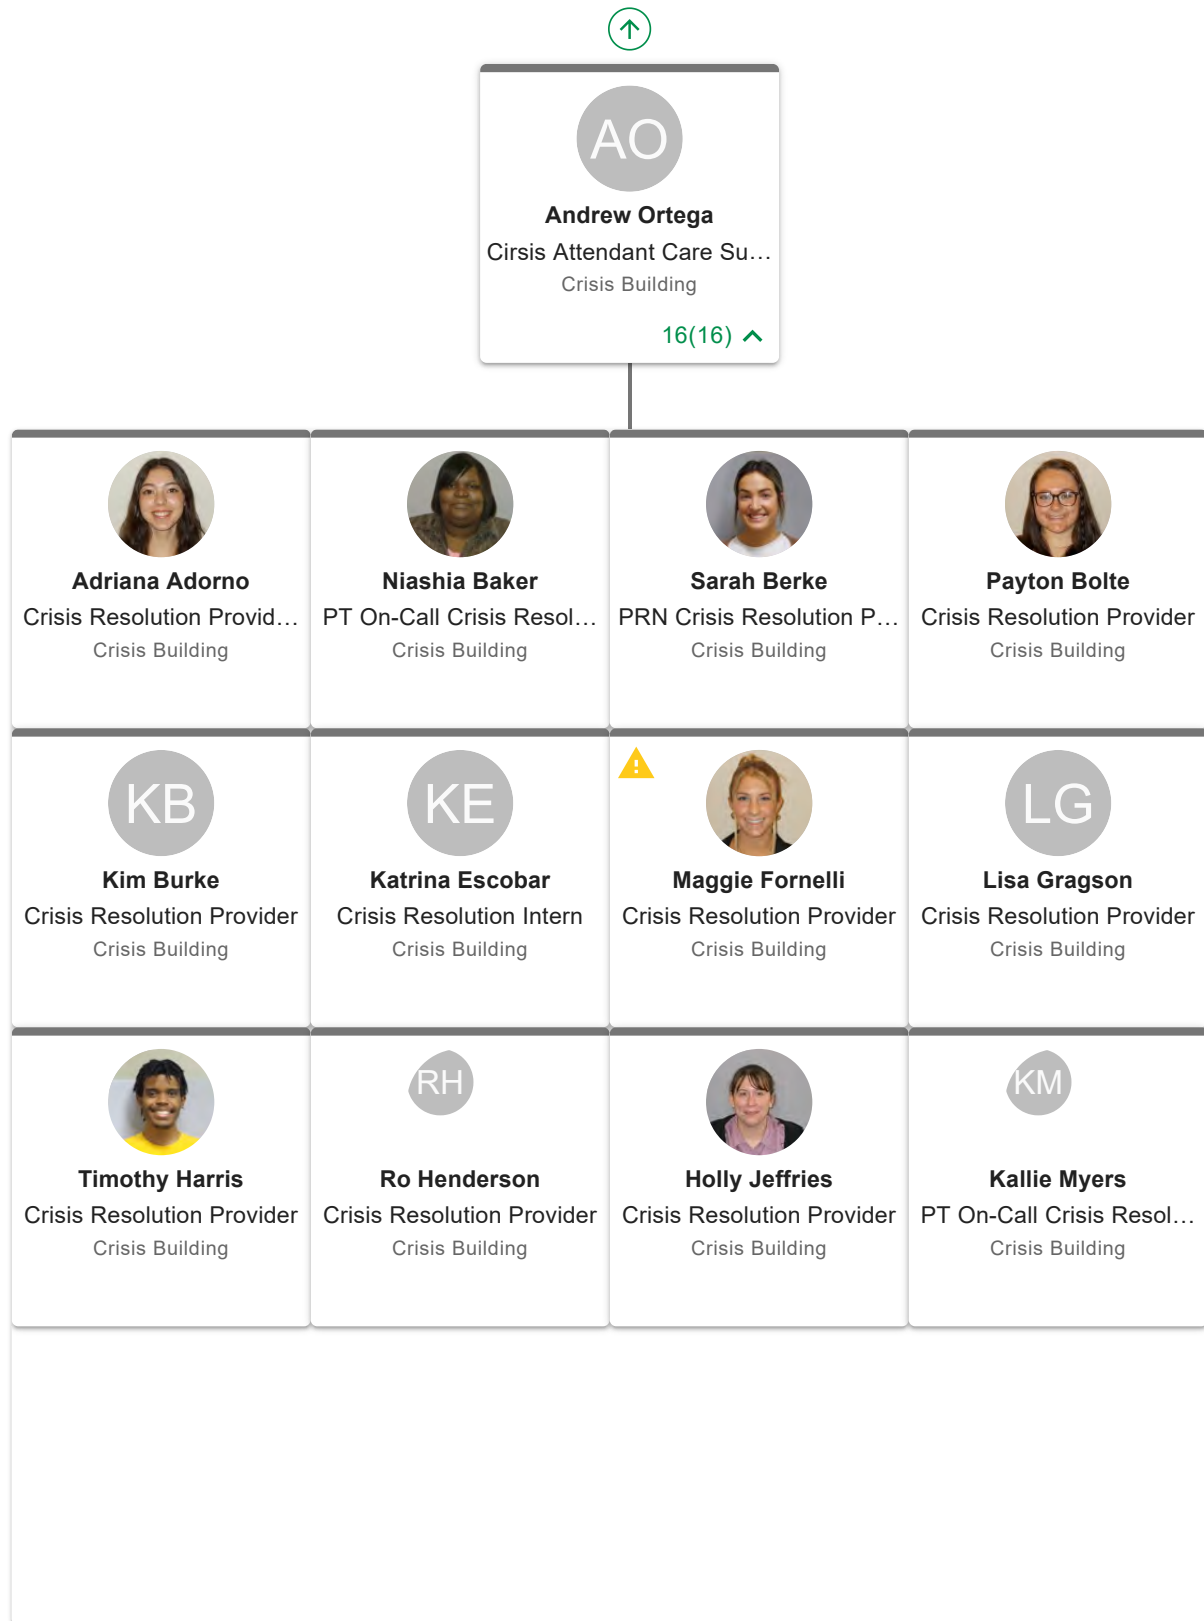 AO
Andrew Ortega
Cirsis Attendant Care Su...
Crisis Building
16(16)
Adriana Adorno
Crisis Resolution Provid...
Crisis Building
Niashia Baker
PT On-Call Crisis Resol...
Crisis Building
Sarah Berke
PRN Crisis Resolution P...
Crisis Building
Payton Bolte
Crisis Resolution Provider
Crisis Building
KB
Kim Burke
Crisis Resolution Provider
Crisis Building
KE
Katrina Escobar
Crisis Resolution Intern
Crisis Building
Maggie Fornelli
Crisis Resolution Provider
Crisis Building
LG
Lisa Gragson
Crisis Resolution Provider
Crisis Building
Timothy Harris
Crisis Resolution Provider
Crisis Building
RH
Ro Henderson
Crisis Resolution Provider
Crisis Building
Holly Jeffries
Crisis Resolution Provider
Crisis Building
KM
Kallie Myers
PT On-Call Crisis Resol...
Crisis Building